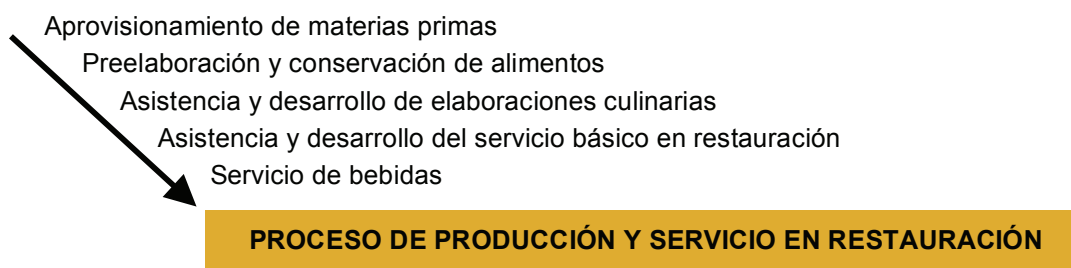 Aprovisionamiento de materias primas
Preelaboración y conservación de alimentos
Asistencia y desarrollo de elaboraciones culinarias
Asistencia y desarrollo del servicio básico en restauración
Servicio de bebidas
PROCESO DE PRODUCCIÓN Y SERVICIO EN RESTAURACIÓN